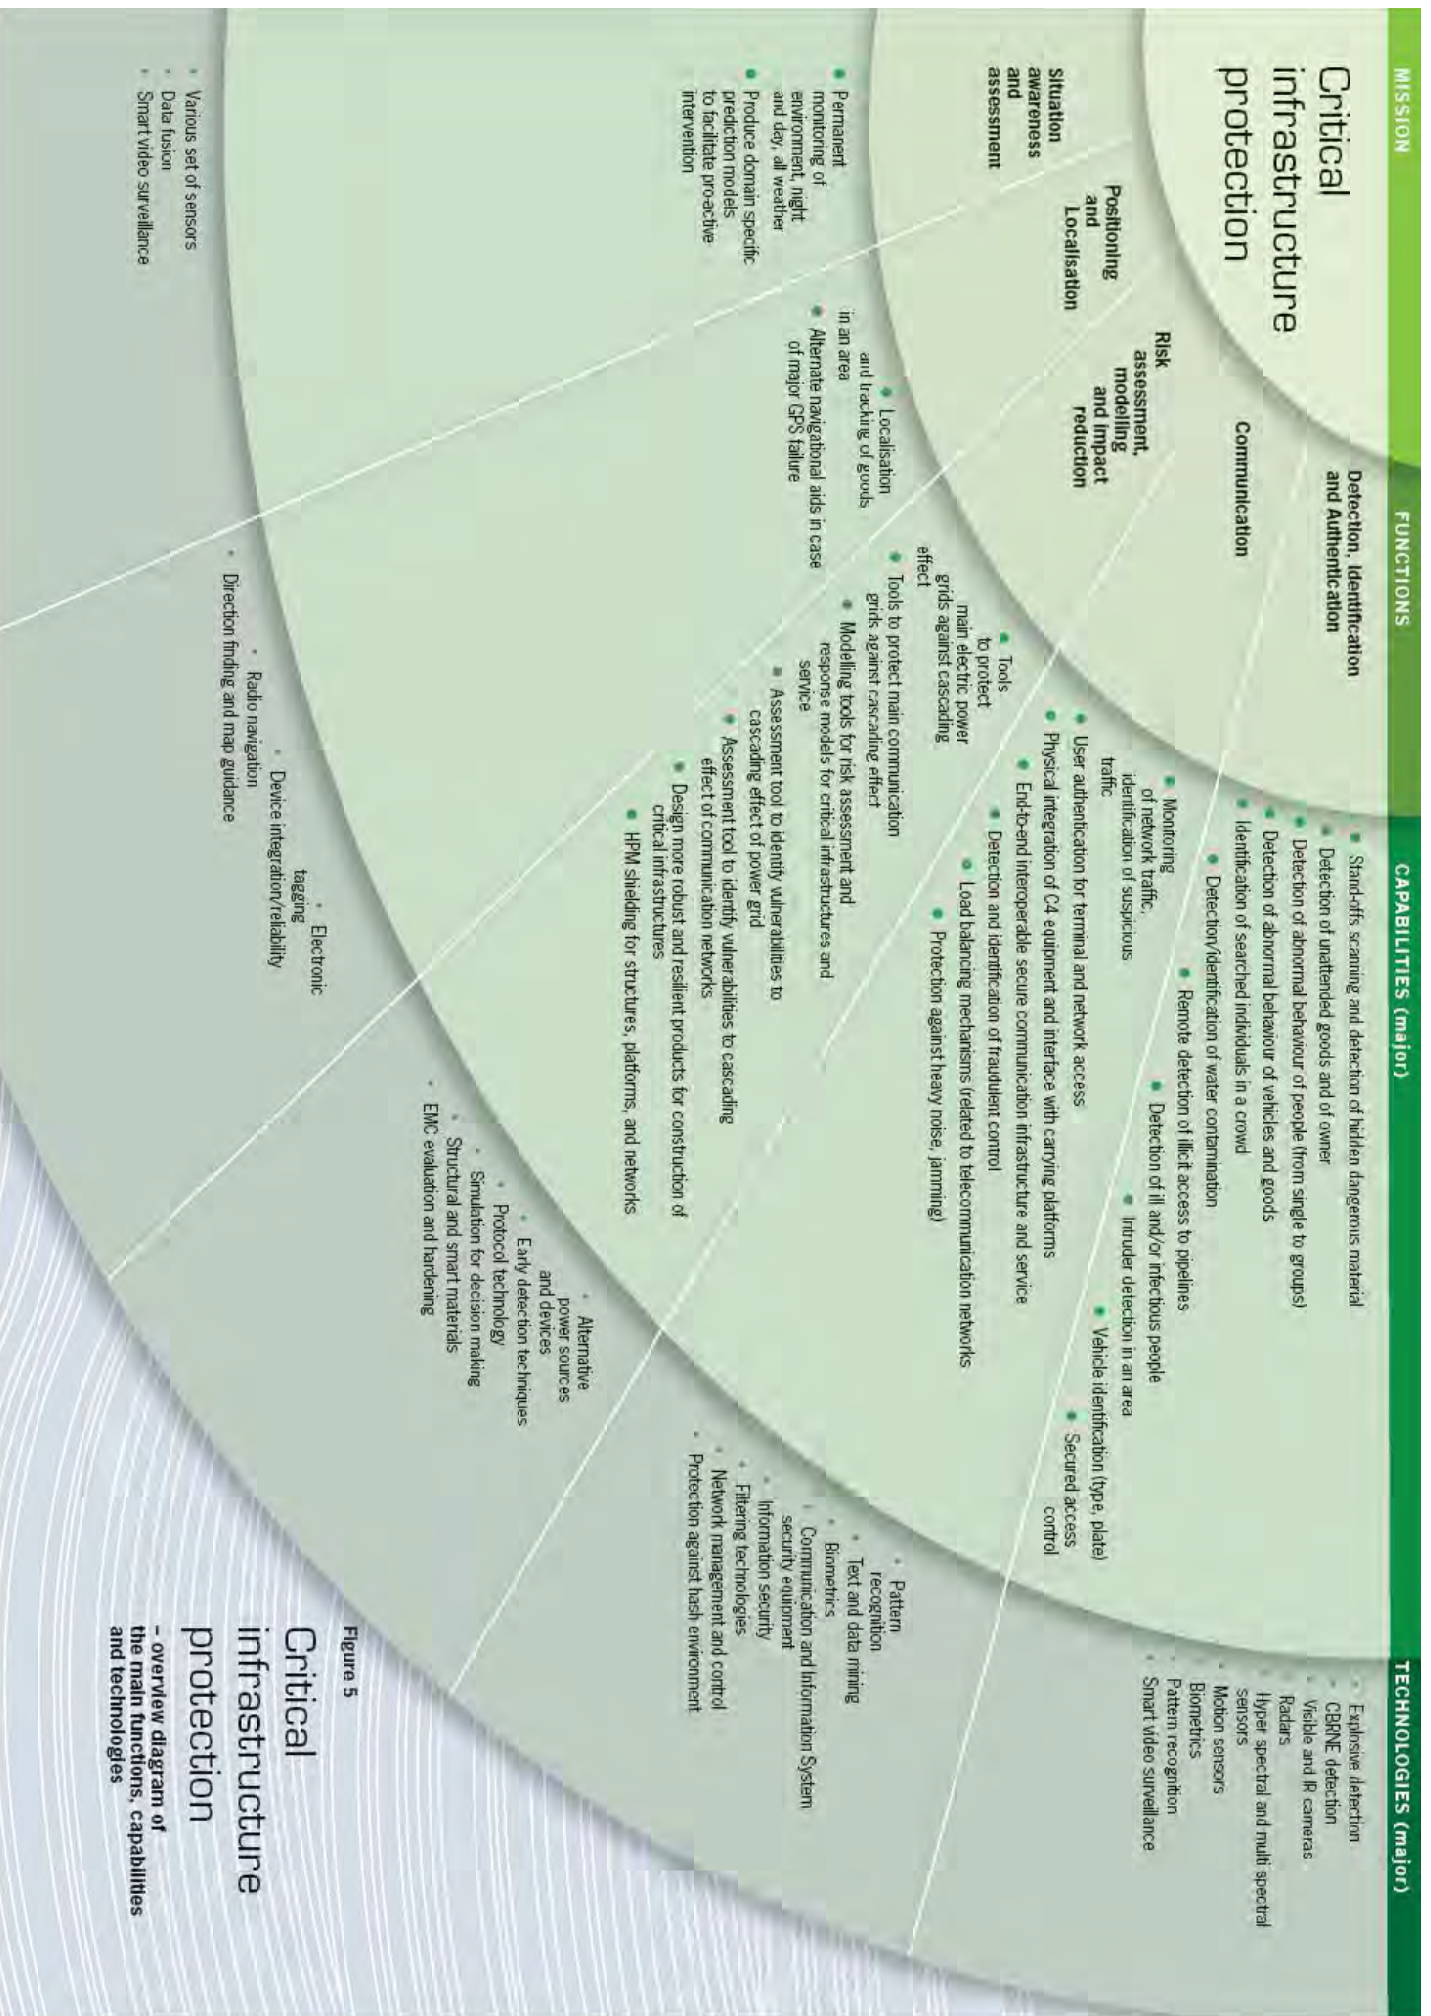 MISSION
FUNCTIONS
CAPABILITIES (major)
TECHNOLOGIES (major)
Critical
infrastructure
protection
Detection, Identification
and Authentication
Communication
Risk
assessment,
modelling
and impact
reduction
Positioning
and
Localisation
Situation
awareness
and
assessment
• Stand-offs scanning and detection of hidden dangerous material
• Detection of unattended goods and of owner
• Detection of abnormal behaviour of people (from single to groups)
• Detection of abnormal behaviour of vehicles and goods
• Identification of searched individuals in a crowd
• Detection/identification of water contamination
• Remote detection of illicit access to pipelines
• Detection of ill and/or infectious people
• Intruder detection in an area
• Vehicle identification (type, plate)
• Secured access
control
• Monitoring
of network traffic,
identification of suspicious
traffic
• User authentication for terminal and network access
• Physical integration of C4 equipment and interface with carrying platforms
• End-to-end interoperable secure communication infrastructure and service
• Detection and identification of fraudulent control
• Load balancing mechanisms (related to telecommunication networks
• Protection against heavy noise, jamming)
• Tools
to protect
main electric power
grids against cascading
effect
• Tools to protect main communication
grids against cascading effect
• Modelling tools for risk assessment and
response models for critical infrastructures and
service
• Assessment tool to identify vulnerabilities to
cascading effect of power grid
• Assessment tool to identify vulnerabilities to cascading
effect of communication networks
• Design more robust and resilient products for construction of
critical infrastructures
• HPM shielding for structures, platforms, and networks
• Localisation
and tracking of goods
in an area
• Alternate navigational aids in case
of major GPS failure
• Permanent
monitoring of
environment, night
and day, all weather
• Produce domain specific
prediction models
to facilitate pro-active
intervention
• Explosive detection
• CBRNE detection
• Visible and IR cameras
• Radars
• Hyper spectral and multi spectral
sensors
• Motion sensors
• Biometrics
• Pattern recognition
• Smart video surveillance
• Pattern
recognition
• Text and data mining
• Biometrics
• Communication and Information System
security equipment
• Information security
• Filtering technologies
• Network management and control
• Protection against hash environment
• Alternative
power sources
and devices
• Early detection techniques
• Protocol technology
• Simulation for decision making
• Structural and smart materials
• EMC evaluation and hardening
• Electronic
tagging
• Device integration/reliability
• Radio navigation
• Direction finding and map guidance
• Various set of sensors
• Data fusion
• Smart video surveillance
Figure 5
Critical
infrastructure
protection
– overview diagram of
the main functions, capabilities
and technologies